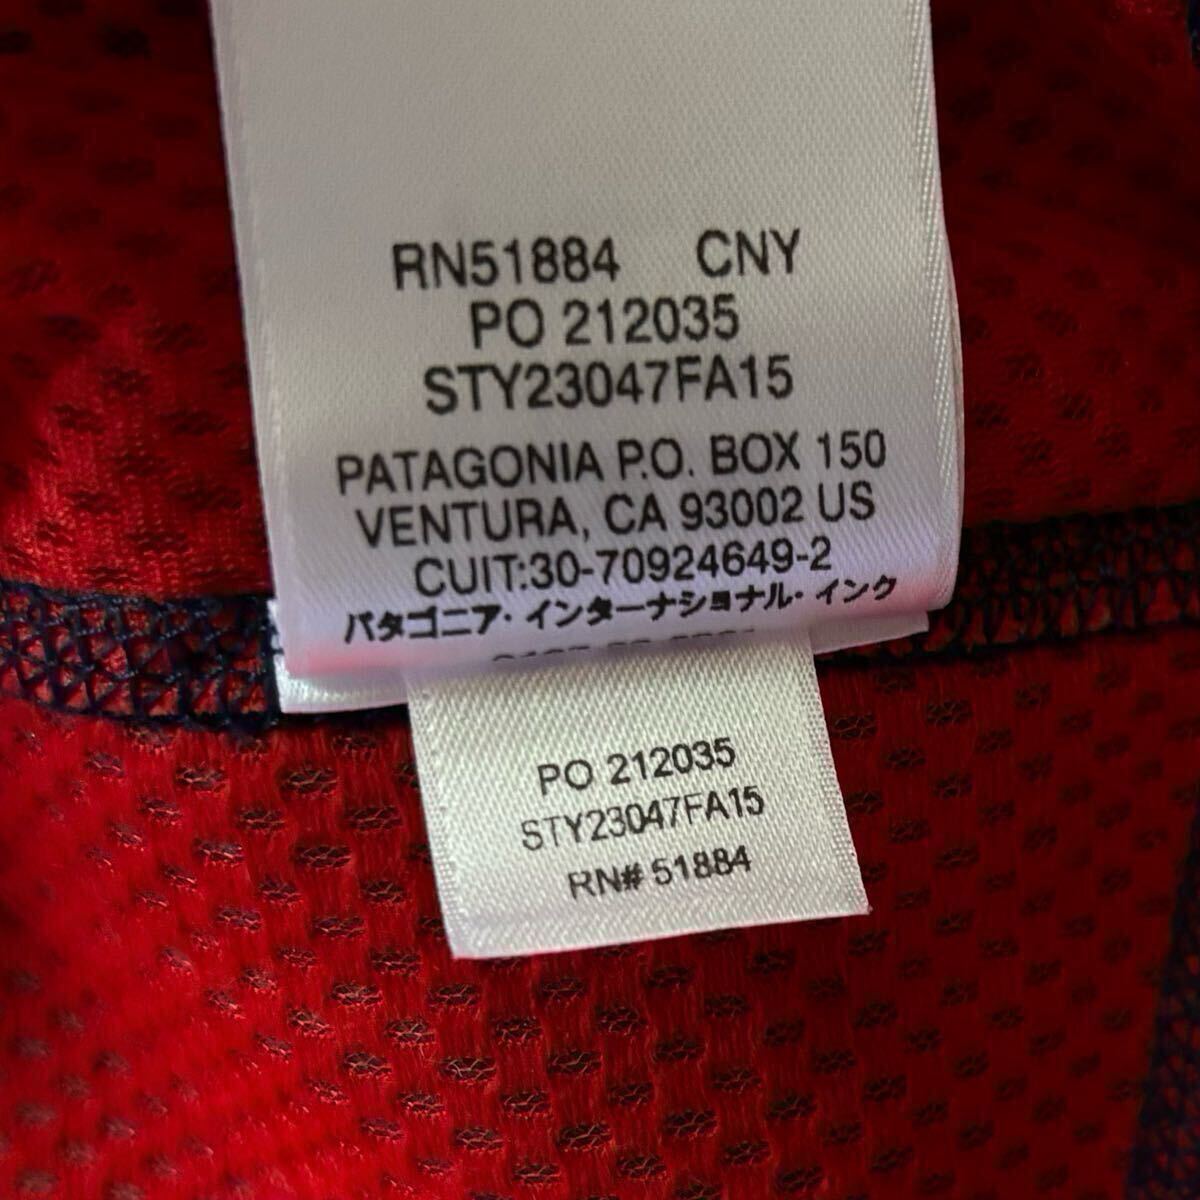 RN51884 CNY
PO 212035
STY23047FA15
PATAGONIA P.O. BOX 150
VENTURA, CA 93002 US
CUIT:30-70924649-2
パタゴニア・インターナショナル・インク
PO 212035
STY23047FA15
RN# 51884